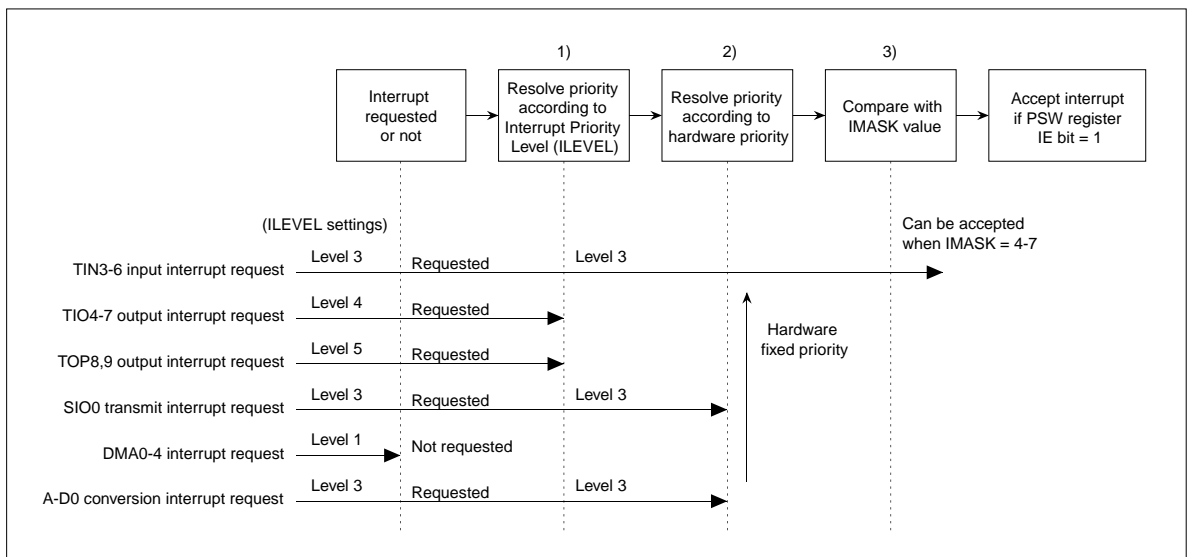 1)
2)
3)
Interrupt
requested
or not
Resolve priority
according to
Interrupt Priority
Level (ILEVEL)
Resolve priority
according to
hardware priority
Compare with
IMASK value
Accept interrupt
if PSW register
IE bit = 1
(ILEVEL settings)
Can be accepted
when IMASK = 4-7
TIN3-6 input interrupt request
Level 3
Requested
Level 3
TIO4-7 output interrupt request
Level 4
Requested
Hardware
fixed priority
TOP8,9 output interrupt request
Level 5
Requested
SIO0 transmit interrupt request
Level 3
Requested
Level 3
DMA0-4 interrupt request
Level 1
Not requested
A-D0 conversion interrupt request
Level 3
Requested
Level 3